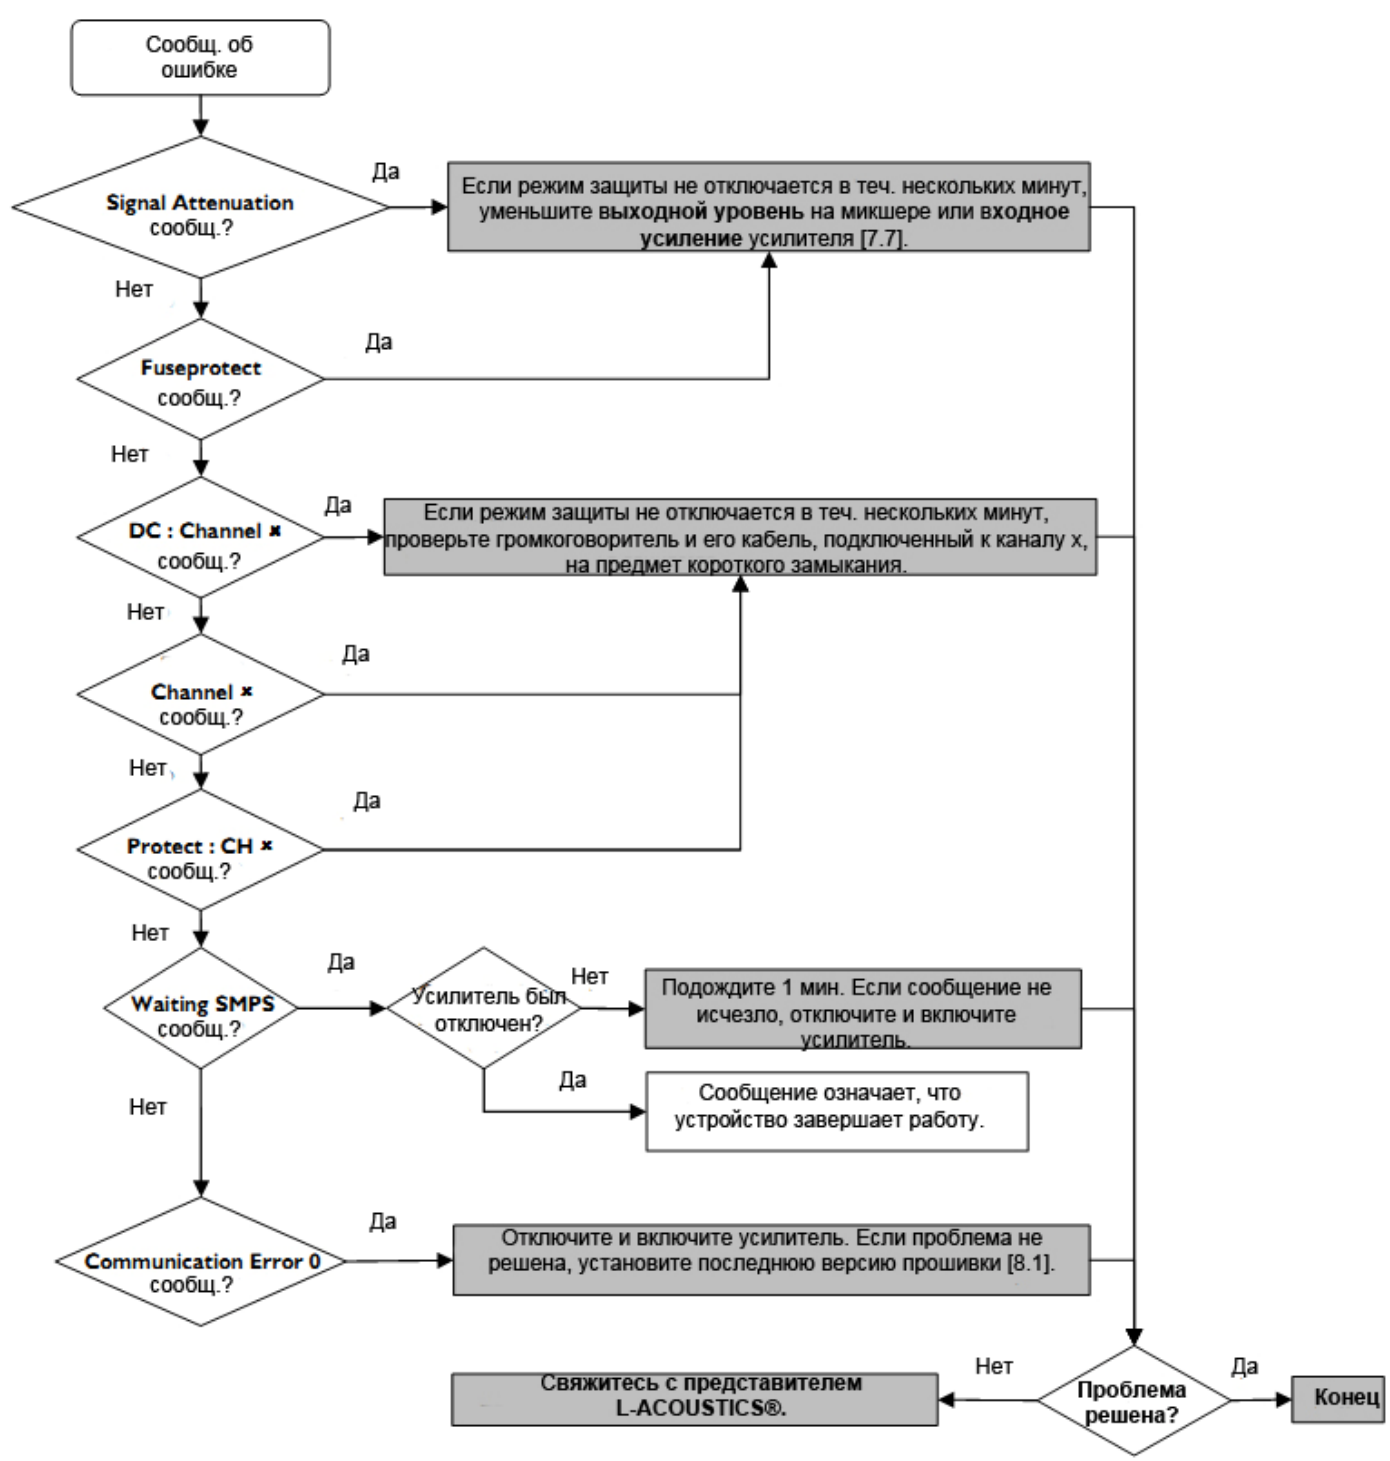 Сообщ. об
ошибке
Signal Attenuation
сообщ.?
Да
Если режим защиты не отключается в теч. нескольких минут,
уменьшите выходной уровень на микшере или входное
усиление усилителя [7.7].
Нет
Fuseprotect
сообщ.?
Да
Нет
DC : Channel ✘
сообщ.?
Да
Если режим защиты не отключается в теч. нескольких минут,
проверьте громкоговоритель и его кабель, подключенный к каналу х,
на предмет короткого замыкания.
Нет
Channel ✘
сообщ.?
Да
Нет
Protect : CH ✘
сообщ.?
Да
Нет
Waiting SMPS
сообщ.?
Да
Усилитель был
отключен?
Нет
Подождите 1 мин. Если сообщение не
исчезло, отключите и включите
усилитель.
Да
Сообщение означает, что
устройство завершает работу.
Нет
Communication Error 0
сообщ.?
Да
Отключите и включите усилитель. Если проблема не
решена, установите последнюю версию прошивки [8.1].
Проблема
решена?
Нет
Свяжитесь с представителем
L-ACOUSTICS®.
Да
Конец